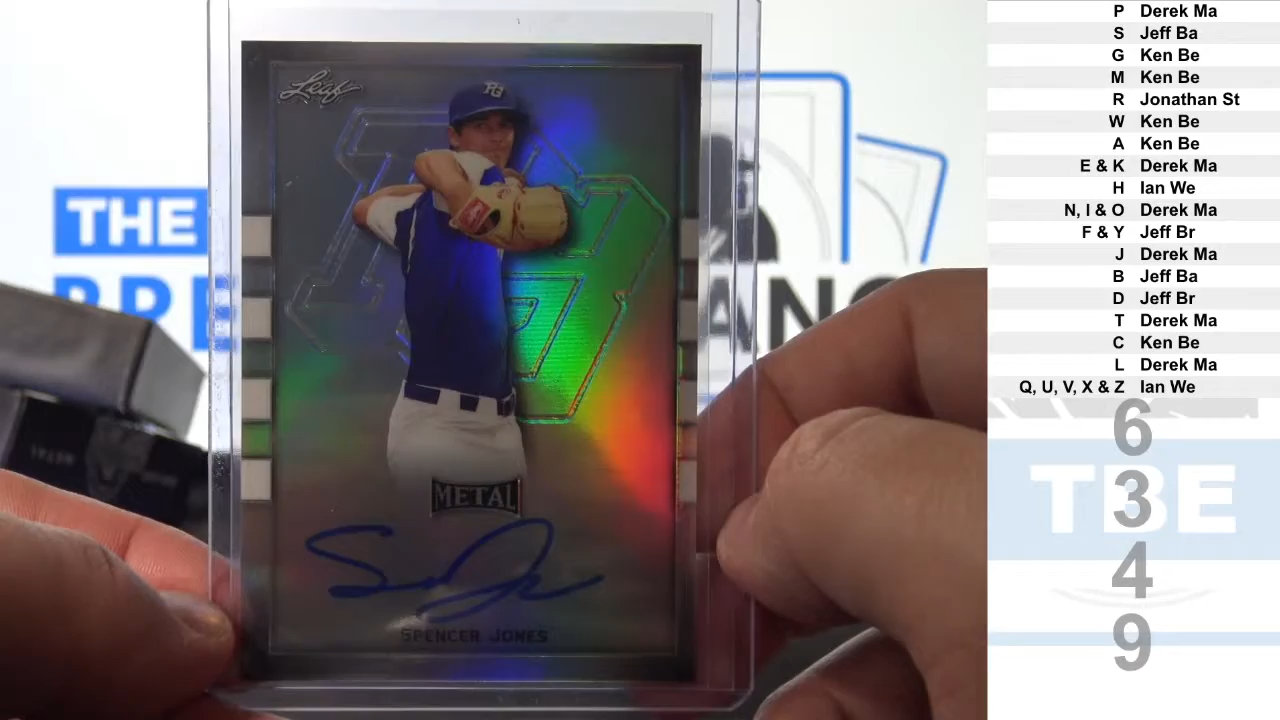 Leaf
PG
THE
METAL
SPENCER JONES
P Derek Ma
S Jeff Ba
G Ken Be
M Ken Be
R Jonathan St
W Ken Be
A Ken Be
E & K Derek Ma
H Ian We
N, I & O Derek Ma
F & Y Jeff Br
J Derek Ma
B Jeff Ba
D Jeff Br
T Derek Ma
C Ken Be
L Derek Ma
Q, U, V, X & Z Ian We
6
TBE
3
4
9